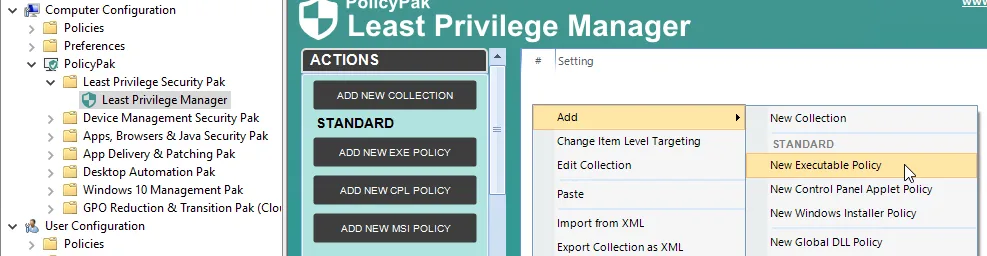 Computer Configuration
Policies
Preferences
PolicyPak
Least Privilege Security Pak
Least Privilege Manager
Device Management Security Pak
Apps, Browsers & Java Security Pak
App Delivery & Patching Pak
Desktop Automation Pak
Windows 10 Management Pak
GPO Reduction & Transition Pak (Clou
User Configuration
Policies
PolicyPak
www
Least Privilege Manager
ACTIONS
ADD NEW COLLECTION
STANDARD
ADD NEW EXE POLICY
ADD NEW CPL POLICY
ADD NEW MSI POLICY
# Setting
Add
Change Item Level Targeting
Edit Collection
Paste
Import from XML
Export Collection as XML
New Collection
STANDARD
New Executable Policy
New Control Panel Applet Policy
New Windows Installer Policy
New Global DLL Policy